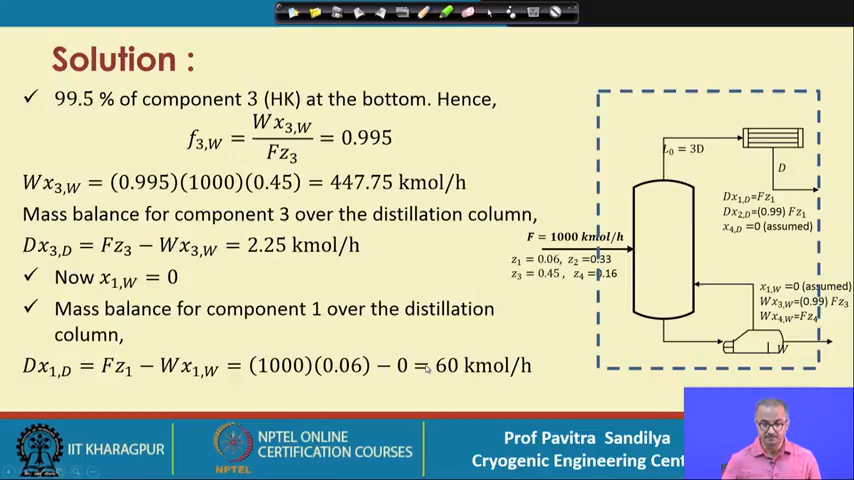 Solution :
✓ 99.5 % of component 3 (HK) at the bottom. Hence,
f₃,W = Wx₃,W / Fz₃ = 0.995
Wx₃,W = (0.995)(1000)(0.45) = 447.75 kmol/h
Mass balance for component 3 over the distillation column,
Dx₃,D = Fz₃ − Wx₃,W = 2.25 kmol/h
✓ Now x₁,W = 0
✓ Mass balance for component 1 over the distillation
column,
Dx₁,D = Fz₁ − Wx₁,W = (1000)(0.06) − 0 = 60 kmol/h
L₀ = 3D
D
Dx₁,D=Fz₁
Dx₂,D=(0.99) Fz₁
x₄,D=0 (assumed)
F = 1000 kmol/h
z₁ = 0.06, z₂ =0.33
z₃ = 0.45 , z₄ =0.16
x₁,W=0 (assumed)
Wx₃,W=(0.99) Fz₃
Wx₄,W=Fz₄
W
IIT KHARAGPUR
NPTEL
NPTEL ONLINE
CERTIFICATION COURSES
Prof Pavitra Sandilya
Cryogenic Engineering Cent